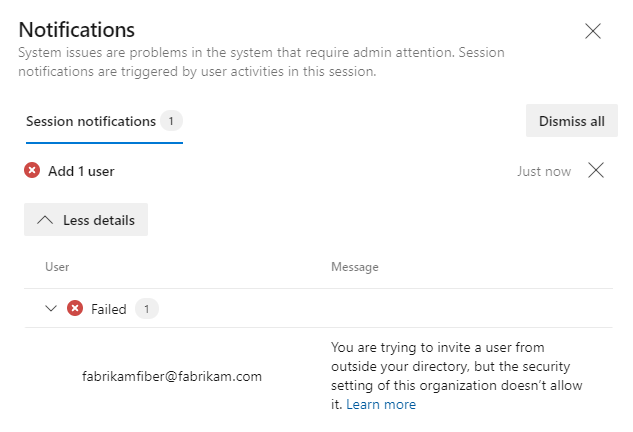 Notifications
System issues are problems in the system that require admin attention. Session
notifications are triggered by user activities in this session.
Session notifications 1
Dismiss all
Add 1 user
Just now
Less details
User
Message
Failed 1
fabrikamfiber@fabrikam.com
You are trying to invite a user from
outside your directory, but the security
setting of this organization doesn’t allow
it. Learn more